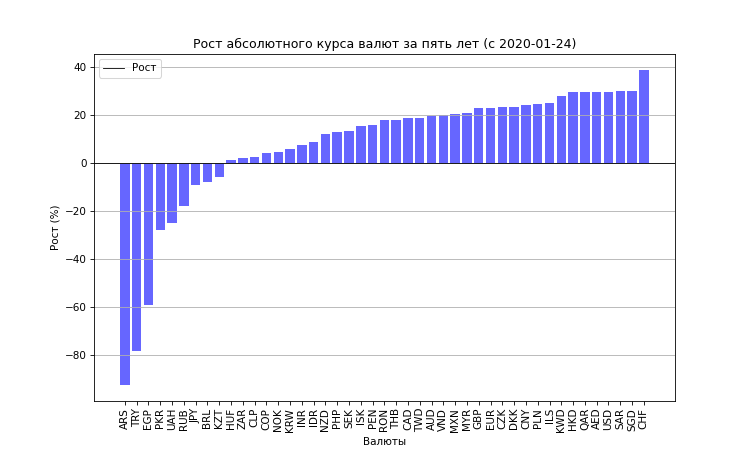 Рост абсолютного курса валют за пять лет (с 2020-01-24)
Рост
40
20
0
−20
−40
−60
−80
Рост (%)
ARS TRY EGP PKR UAH RUB JPY BRL KZT HUF ZAR CLP COP NOK KRW INR IDR NZD PHP SEK ISK PEN RON THB CAD TWD AUD VND MXN MYR GBP EUR CZK DKK CNY PLN ILS KWD HKD QAR AED USD SAR SGD CHF
Валюты